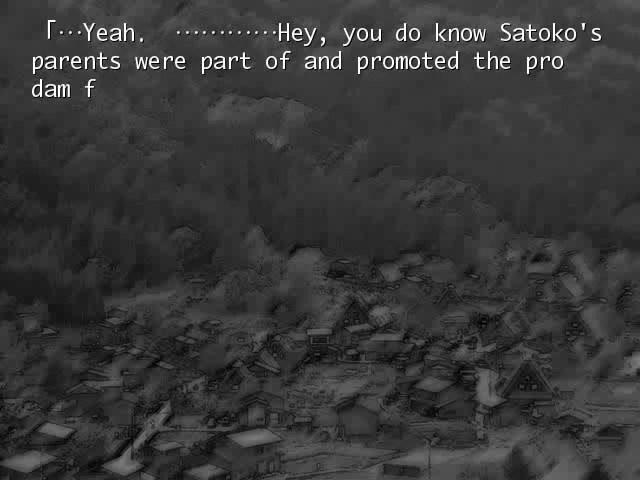 「…Yeah.  …………Hey, you do know Satoko's
parents were part of and promoted the pro
dam f